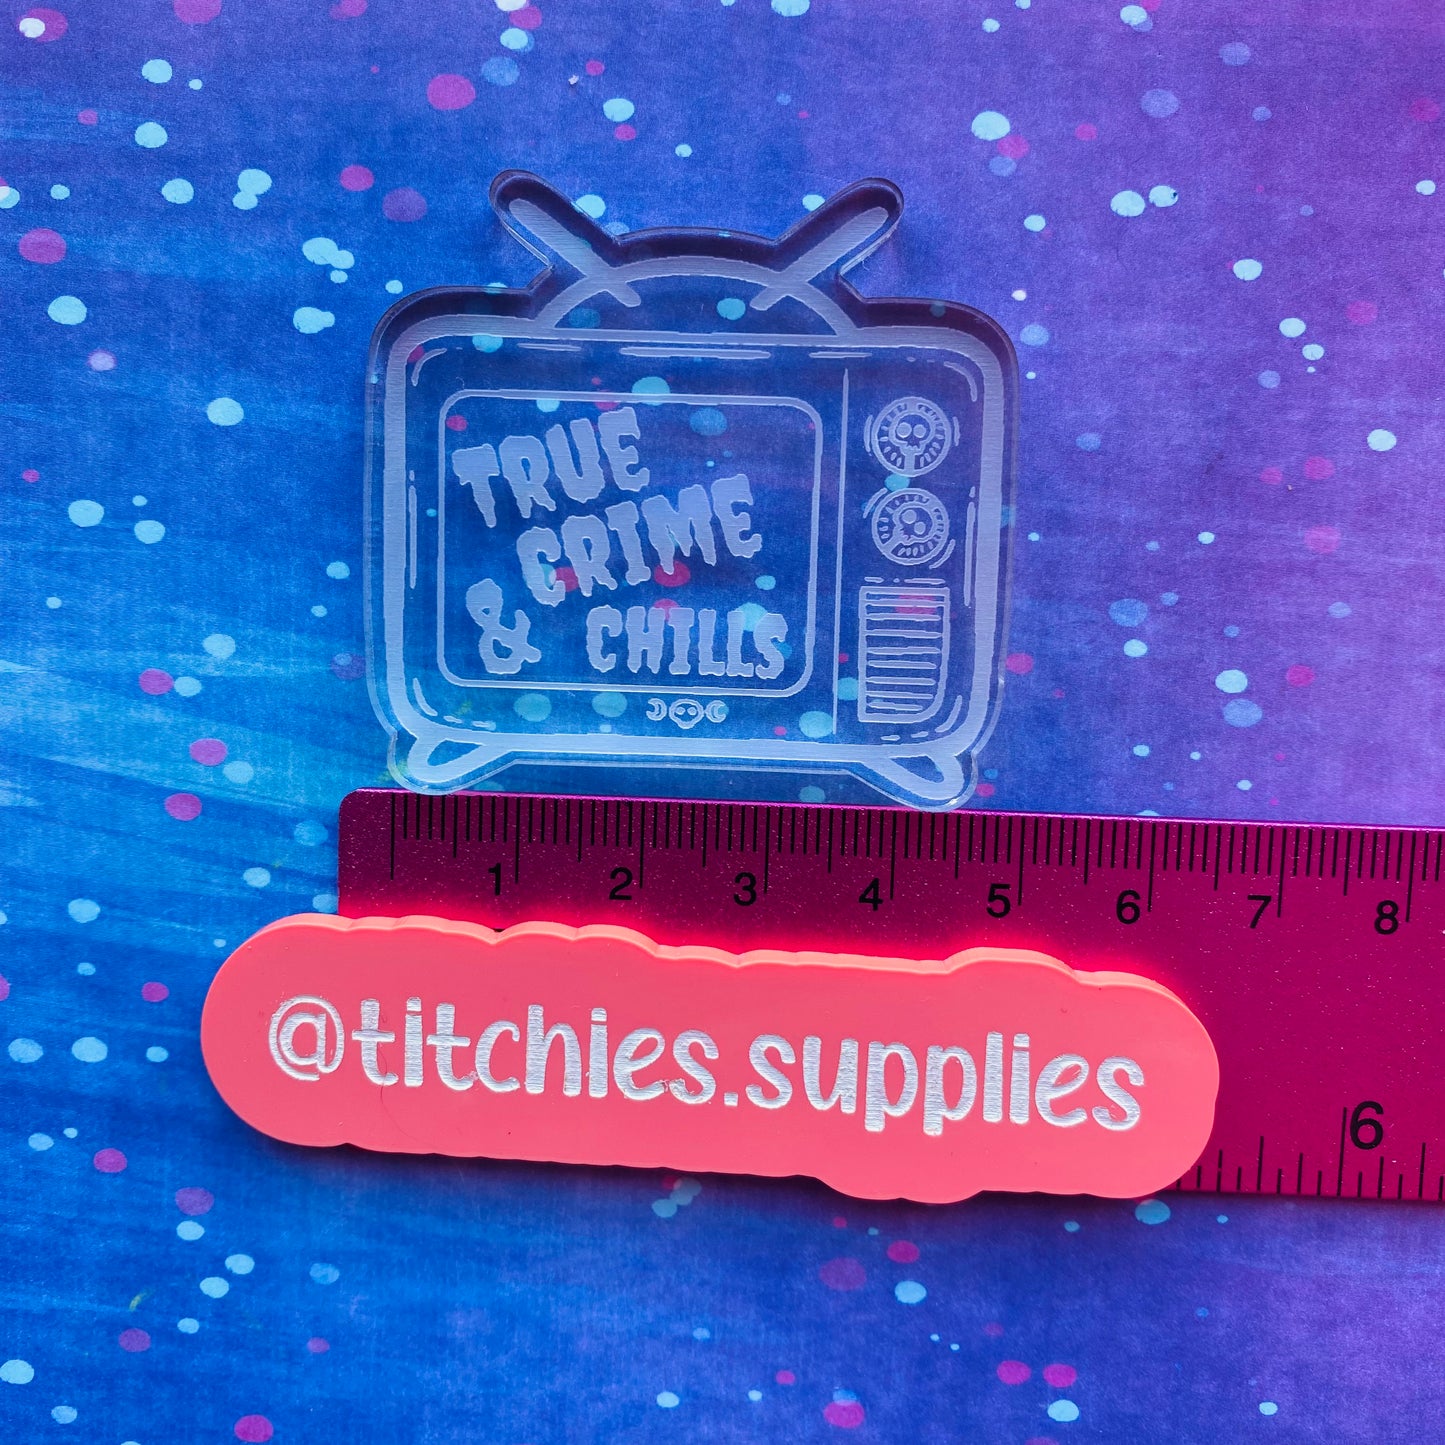 TRUE
CRIME
& CHILLS
1 2 3 4 5 6 7 8
@titchies.supplies
6